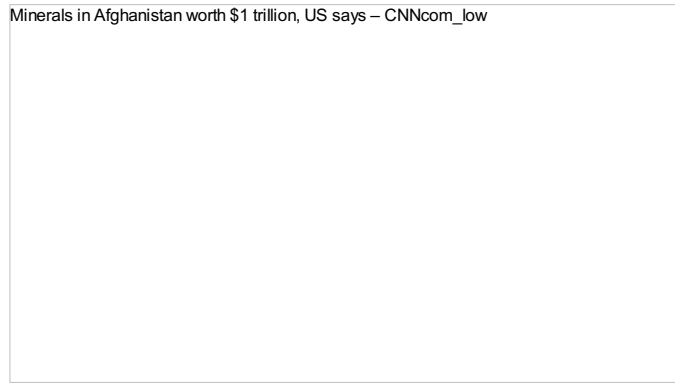 Minerals in Afghanistan worth $1 trillion, US says – CNNcom_low